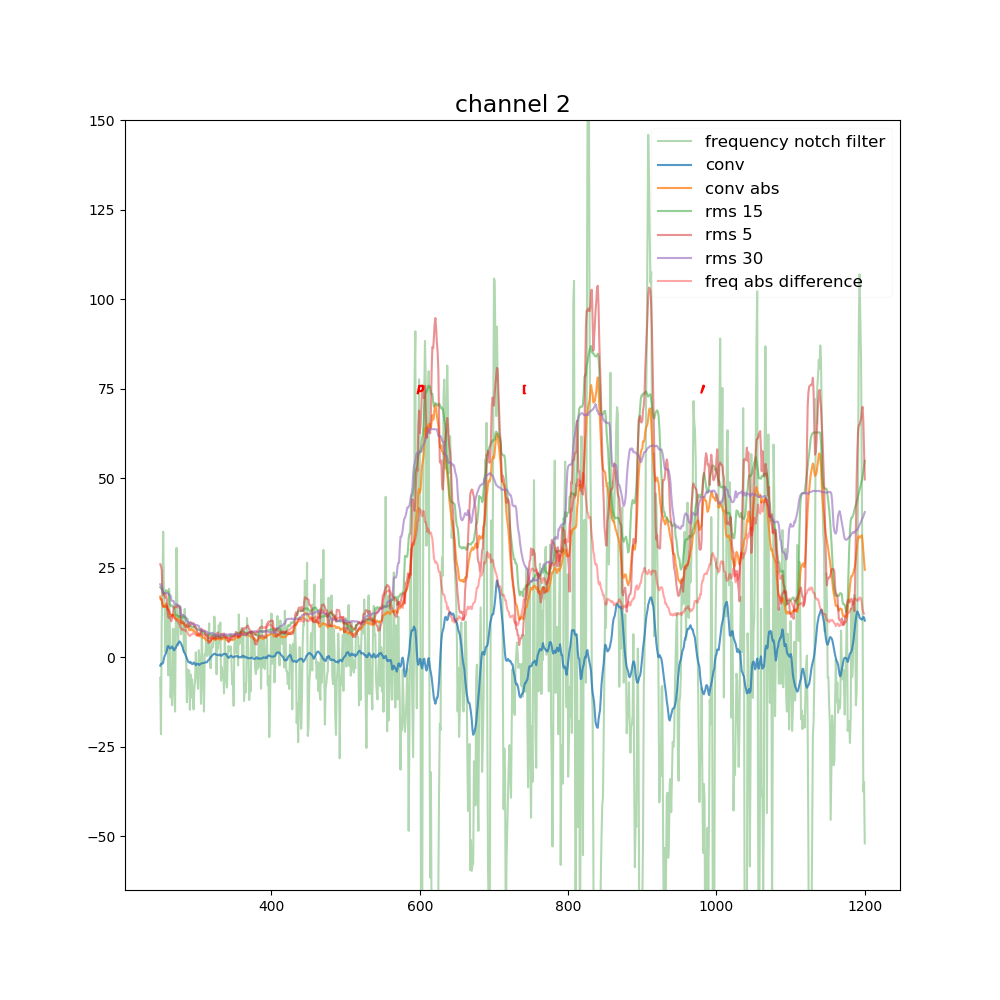 channel 2
150
125
100
75
50
25
0
−25
−50
400
600
800
1000
1200
frequency notch filter
conv
conv abs
rms 15
rms 5
rms 30
freq abs difference